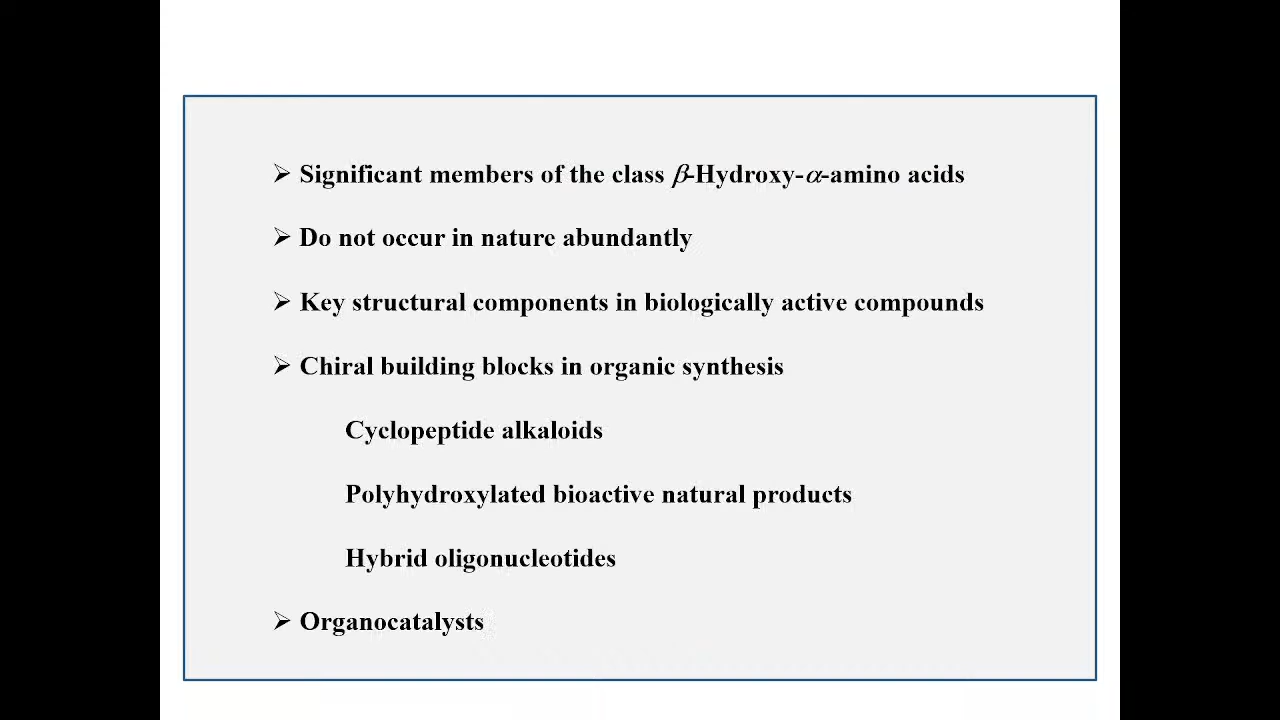 ➢ Significant members of the class β-Hydroxy-α-amino acids
➢ Do not occur in nature abundantly
➢ Key structural components in biologically active compounds
➢ Chiral building blocks in organic synthesis
Cyclopeptide alkaloids
Polyhydroxylated bioactive natural products
Hybrid oligonucleotides
➢ Organocatalysts